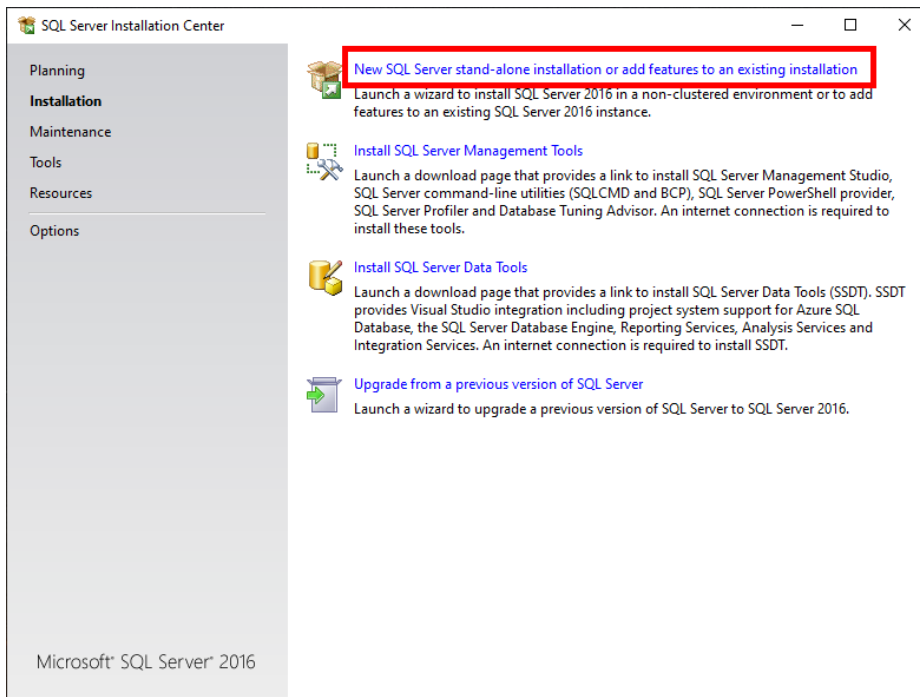 SQL Server Installation Center
Planning
Installation
Maintenance
Tools
Resources
Options
New SQL Server stand-alone installation or add features to an existing installation
Launch a wizard to install SQL Server 2016 in a non-clustered environment or to add
features to an existing SQL Server 2016 instance.
Install SQL Server Management Tools
Launch a download page that provides a link to install SQL Server Management Studio,
SQL Server command-line utilities (SQLCMD and BCP), SQL Server PowerShell provider,
SQL Server Profiler and Database Tuning Advisor. An internet connection is required to
install these tools.
Install SQL Server Data Tools
Launch a download page that provides a link to install SQL Server Data Tools (SSDT). SSDT
provides Visual Studio integration including project system support for Azure SQL
Database, the SQL Server Database Engine, Reporting Services, Analysis Services and
Integration Services. An internet connection is required to install SSDT.
Upgrade from a previous version of SQL Server
Launch a wizard to upgrade a previous version of SQL Server to SQL Server 2016.
Microsoft® SQL Server® 2016